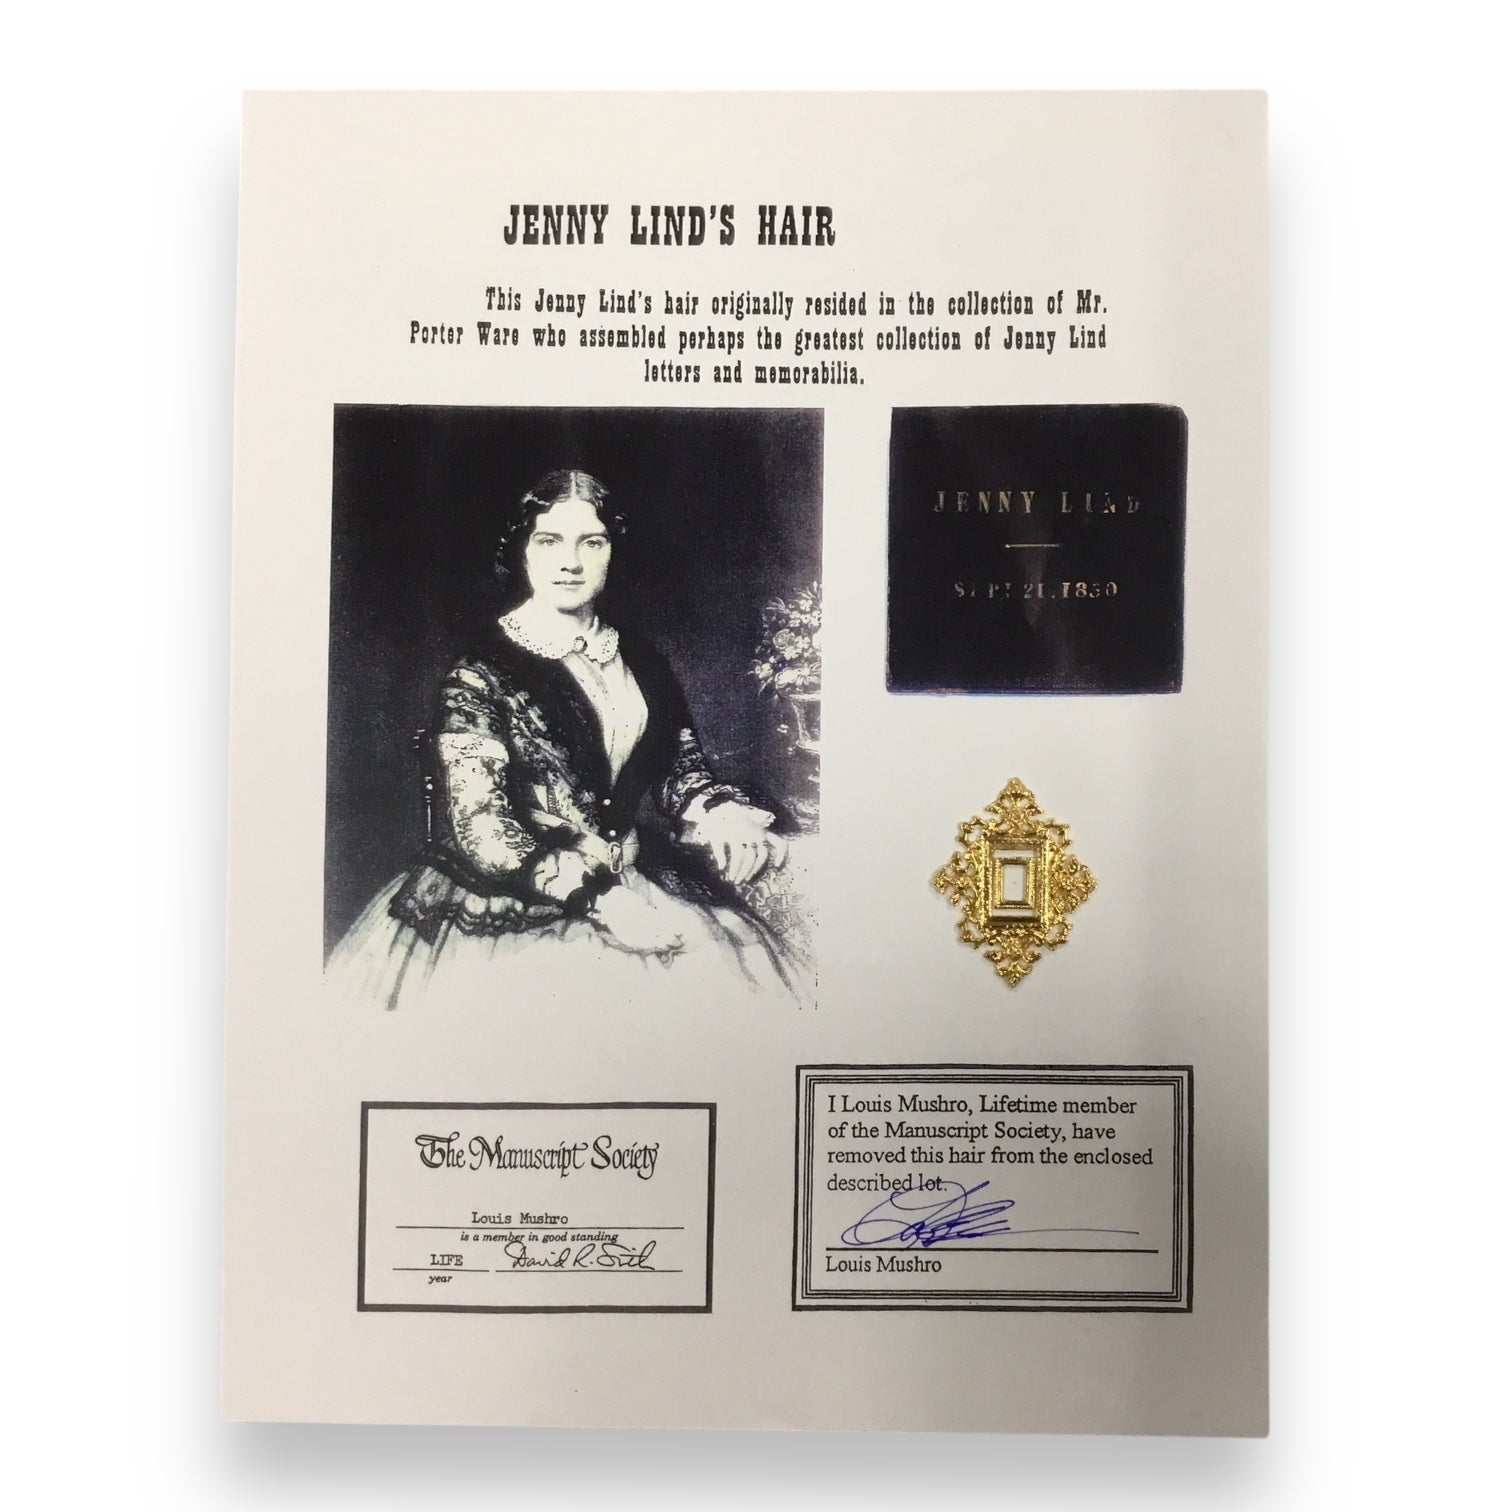 JENNY LIND'S HAIR
This Jenny Lind's hair originally resided in the collection of Mr.
Porter Ware who assembled perhaps the greatest collection of Jenny Lind
letters and memorabilia.
JENNY LIND
SEPT 21.1850
The Manuscript Society
Louis Mushro
is a member in good standing
LIFE
David R. Smith
year
I Louis Mushro, Lifetime member
of the Manuscript Society, have
removed this hair from the enclosed
described lot.
Louis Mushro